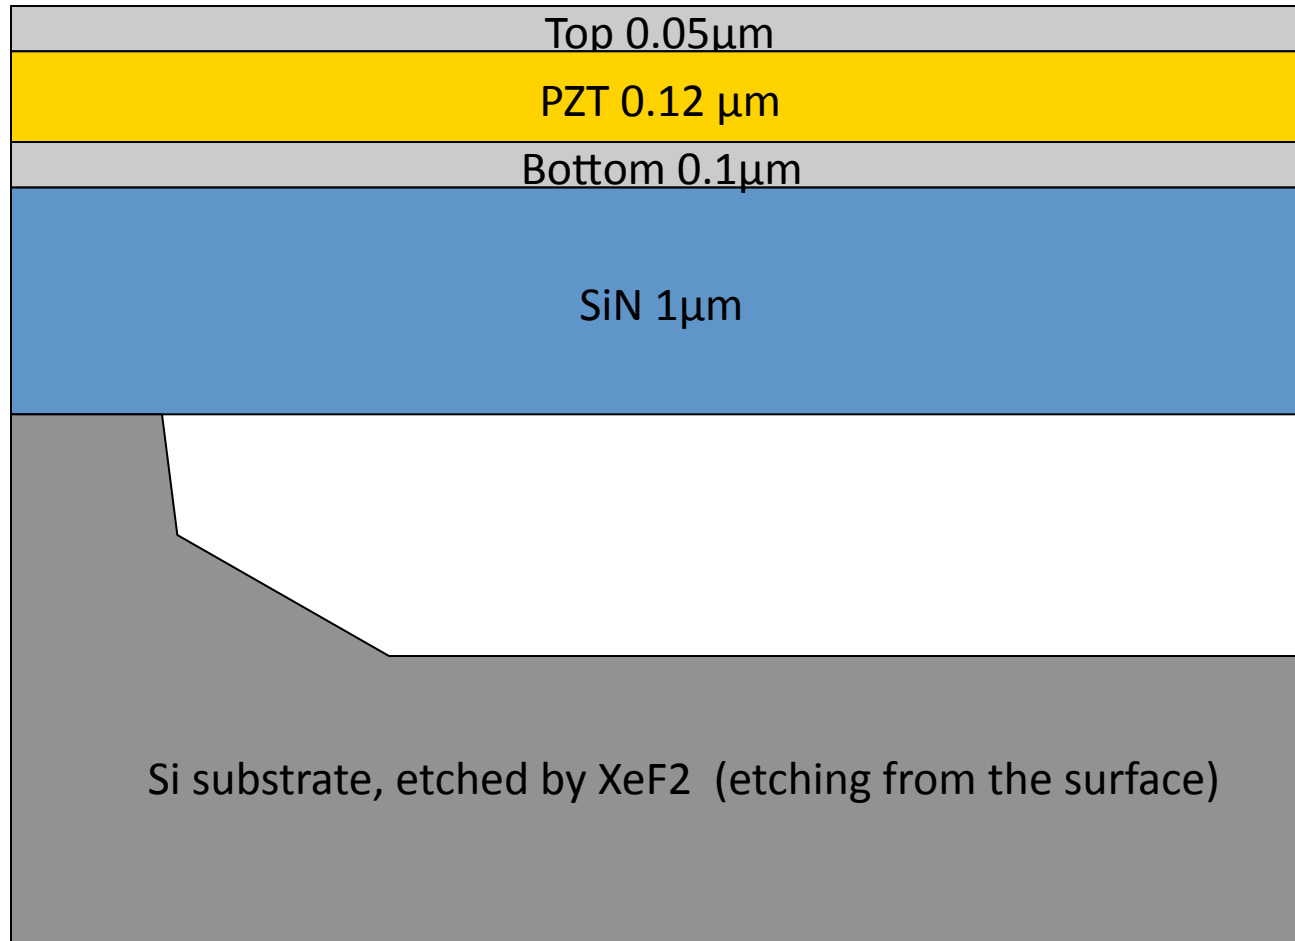 Top 0.05μm
PZT 0.12 μm
Bottom 0.1μm
SiN 1μm
Si substrate, etched by XeF2  (etching from the surface)